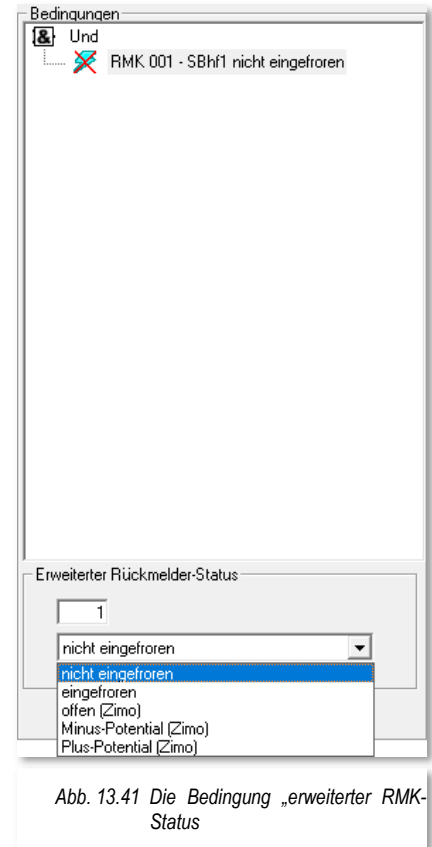 Bedingungen
& Und
RMK 001 - SBhf1 nicht eingefroren
Erweiterter Rückmelder-Status
1
nicht eingefroren
nicht eingefroren
eingefroren
offen (Zimo)
Minus-Potential (Zimo)
Plus-Potential (Zimo)
Abb. 13.41 Die Bedingung „erweiterter RMK-
Status